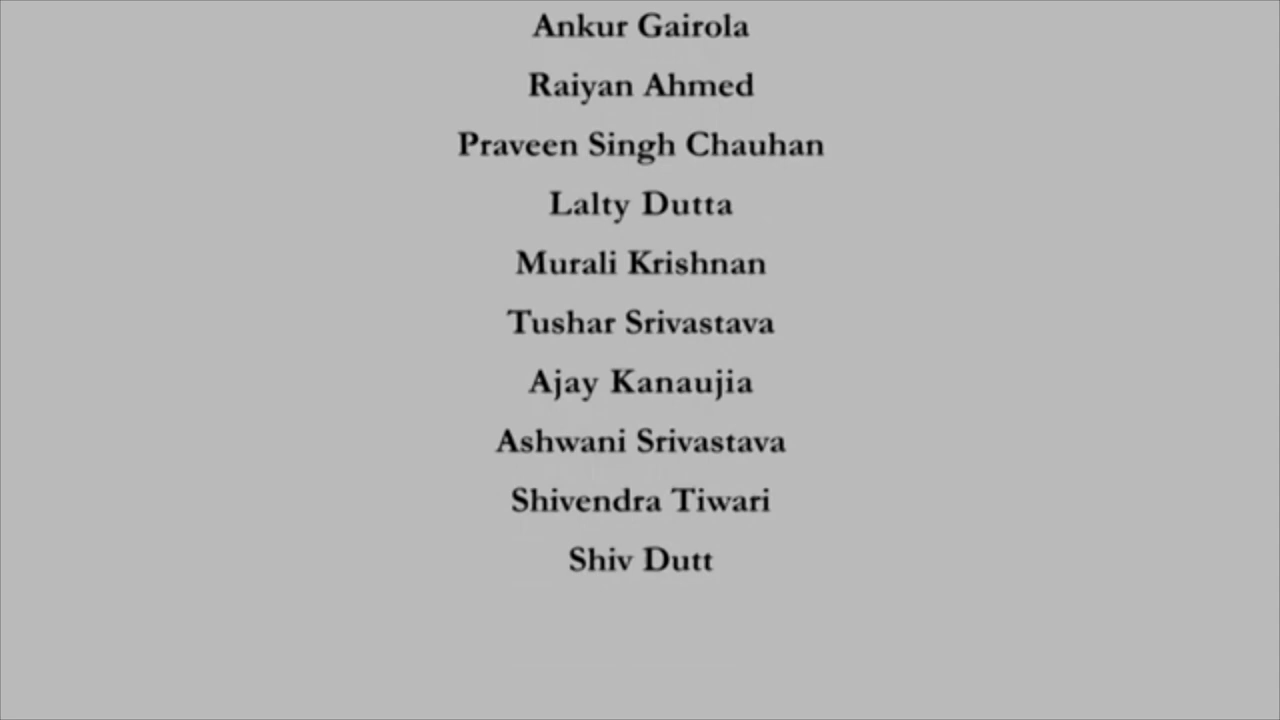 Ankur Gairola
Raiyan Ahmed
Praveen Singh Chauhan
Lalty Dutta
Murali Krishnan
Tushar Srivastava
Ajay Kanaujia
Ashwani Srivastava
Shivendra Tiwari
Shiv Dutt